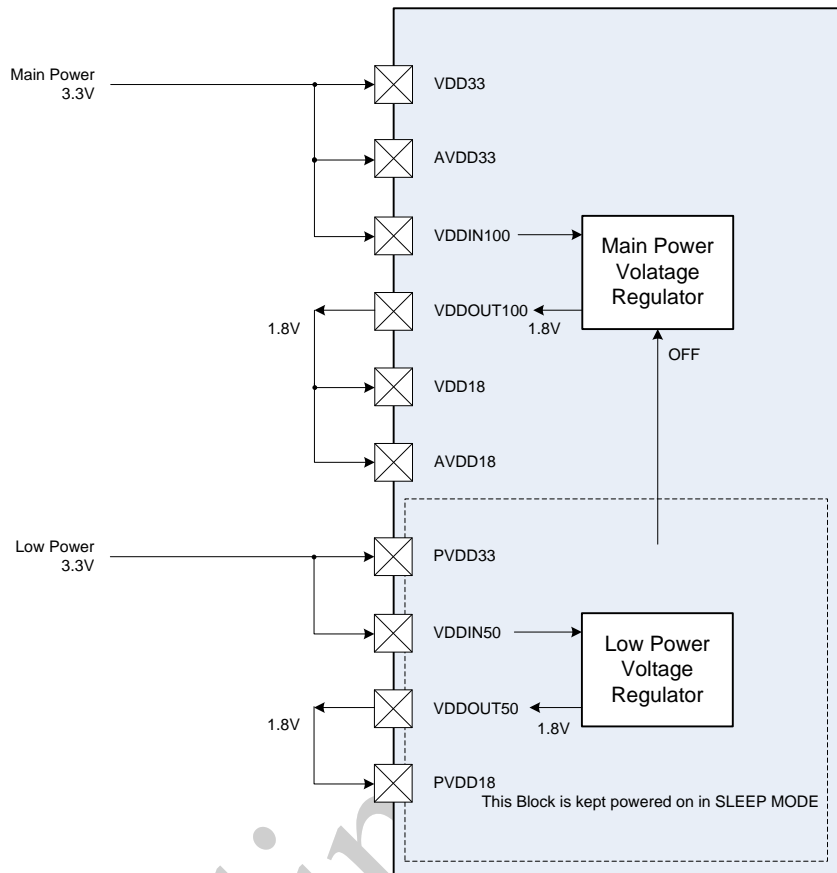 Main Power
3.3V
VDD33
AVDD33
VDDIN100
Main Power
Volatage
Regulator
VDDOUT100
1.8V
1.8V
OFF
VDD18
AVDD18
Low Power
3.3V
PVDD33
VDDIN50
Low Power
Voltage
Regulator
VDDOUT50
1.8V
1.8V
PVDD18
This Block is kept powered on in SLEEP MODE